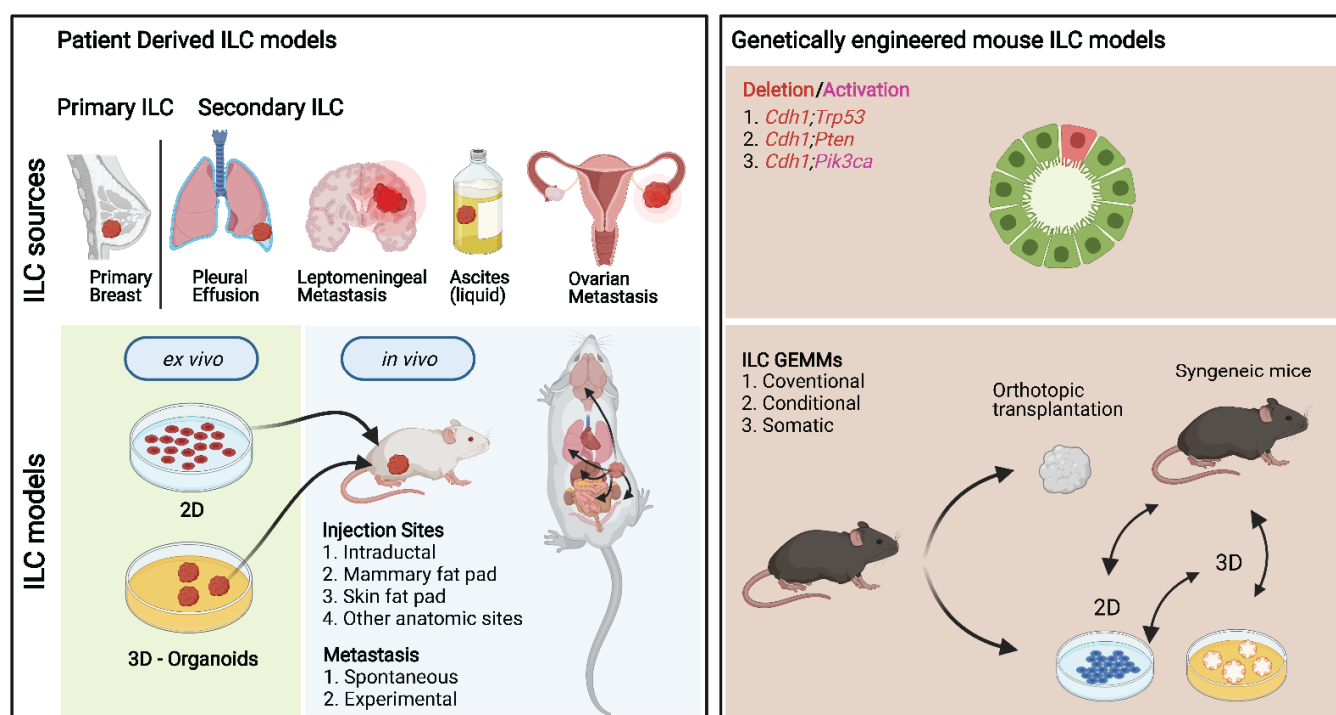 Patient Derived ILC models
Primary ILC
Secondary ILC
ILC sources
Primary
Breast
Pleural
Effusion
Leptomeningeal
Metastasis
Ascites
(liquid)
Ovarian
Metastasis
ILC models
ex vivo
in vivo
2D
3D - Organoids
Injection Sites
1. Intraductal
2. Mammary fat pad
3. Skin fat pad
4. Other anatomic sites
Metastasis
1. Spontaneous
2. Experimental
Genetically engineered mouse ILC models
Deletion/Activation
1. Cdh1;Trp53
2. Cdh1;Pten
3. Cdh1;Pik3ca
ILC GEMMs
1. Coventional
2. Conditional
3. Somatic
Orthotopic
transplantation
Syngeneic mice
2D
3D